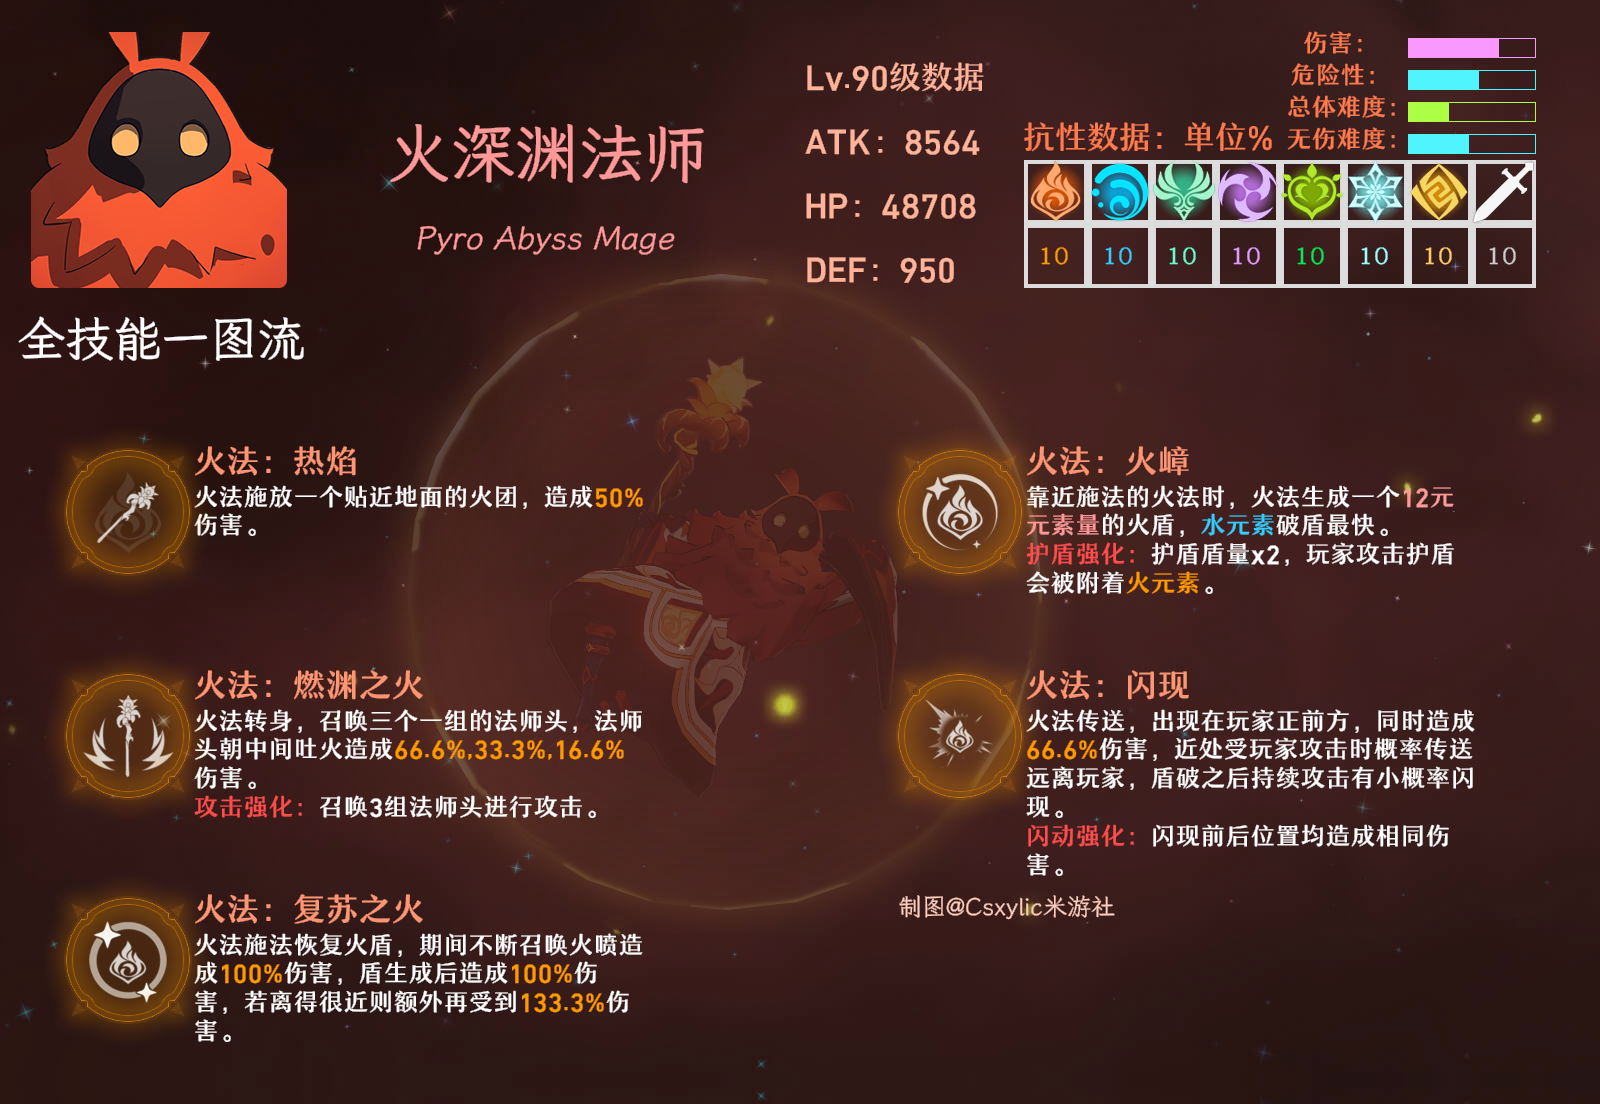 火深渊法师
Pyro Abyss Mage
全技能一图流
Lv.90级数据
ATK：8564
HP：48708
DEF：950
伤害：
危险性：
总体难度：
无伤难度：
抗性数据：单位%
10 10 10 10 10 10 10 10
火法：热焰
火法施放一个贴近地面的火团，造成50%
伤害。
火法：燃渊之火
火法转身，召唤三个一组的法师头，法师
头朝中间吐火造成66.6%,33.3%,16.6%
伤害。
攻击强化：召唤3组法师头进行攻击。
火法：复苏之火
火法施法恢复火盾，期间不断召唤火喷造
成100%伤害，盾生成后造成100%伤
害，若离得很近则额外再受到133.3%伤
害。
火法：火嶂
靠近施法的火法时，火法生成一个12元
元素量的火盾，水元素破盾最快。
护盾强化：护盾盾量x2，玩家攻击护盾
会被附着火元素。
火法：闪现
火法传送，出现在玩家正前方，同时造成
66.6%伤害，近处受玩家攻击时概率传送
远离玩家，盾破之后持续攻击有小概率闪
现。
闪动强化：闪现前后位置均造成相同伤
害。
制图@Csxylic米游社